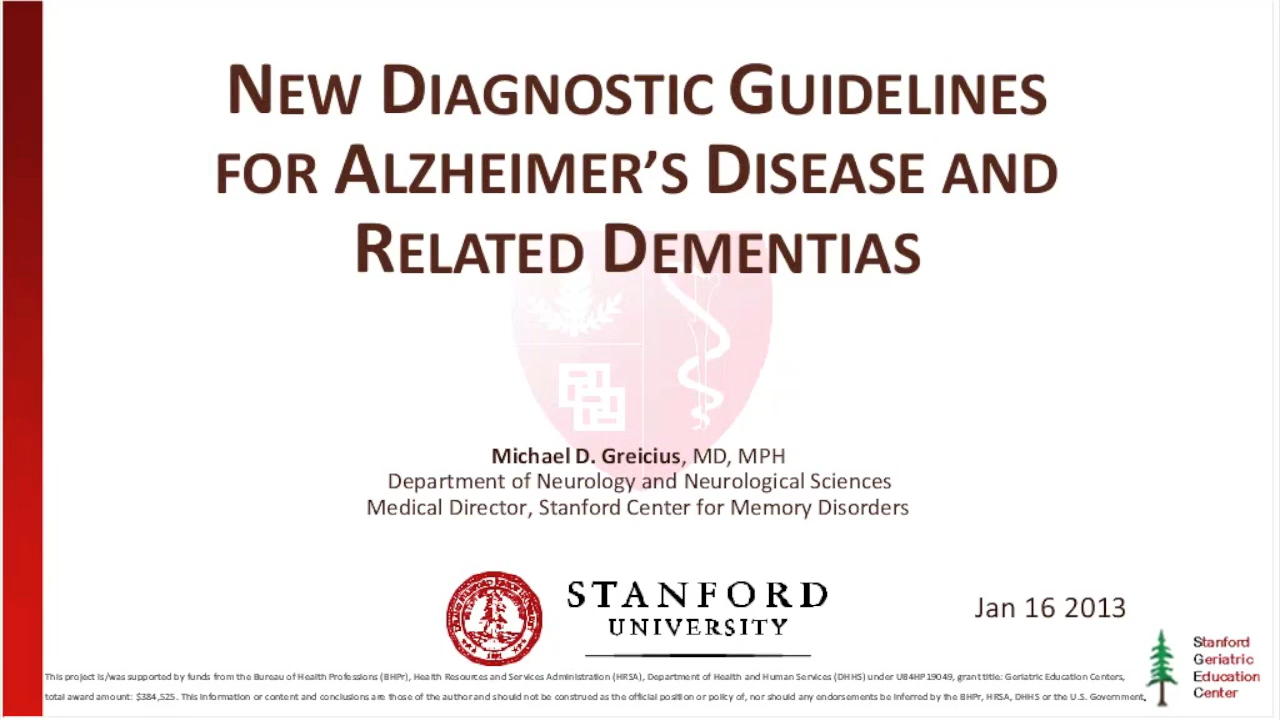 NEW DIAGNOSTIC GUIDELINES
FOR ALZHEIMER'S DISEASE AND
RELATED DEMENTIAS
Michael D. Greicius, MD, MPH
Department of Neurology and Neurological Sciences
Medical Director, Stanford Center for Memory Disorders
STANFORD
UNIVERSITY
Jan 16 2013
Stanford
Geriatric
Education
Center
This project is/was supported by funds from the Bureau of Health Professions (BHPr), Health Resources and Services Administration (HRSA), Department of Health and Human Services (DHHS) under UB4HP19049, grant title: Geriatric Education Centers,
total award amount: $384,525. This information or content and conclusions are those of the author and should not be construed as the official position or policy of, nor should any endorsements be inferred by the BHPr, HRSA, DHHS or the U.S. Government.